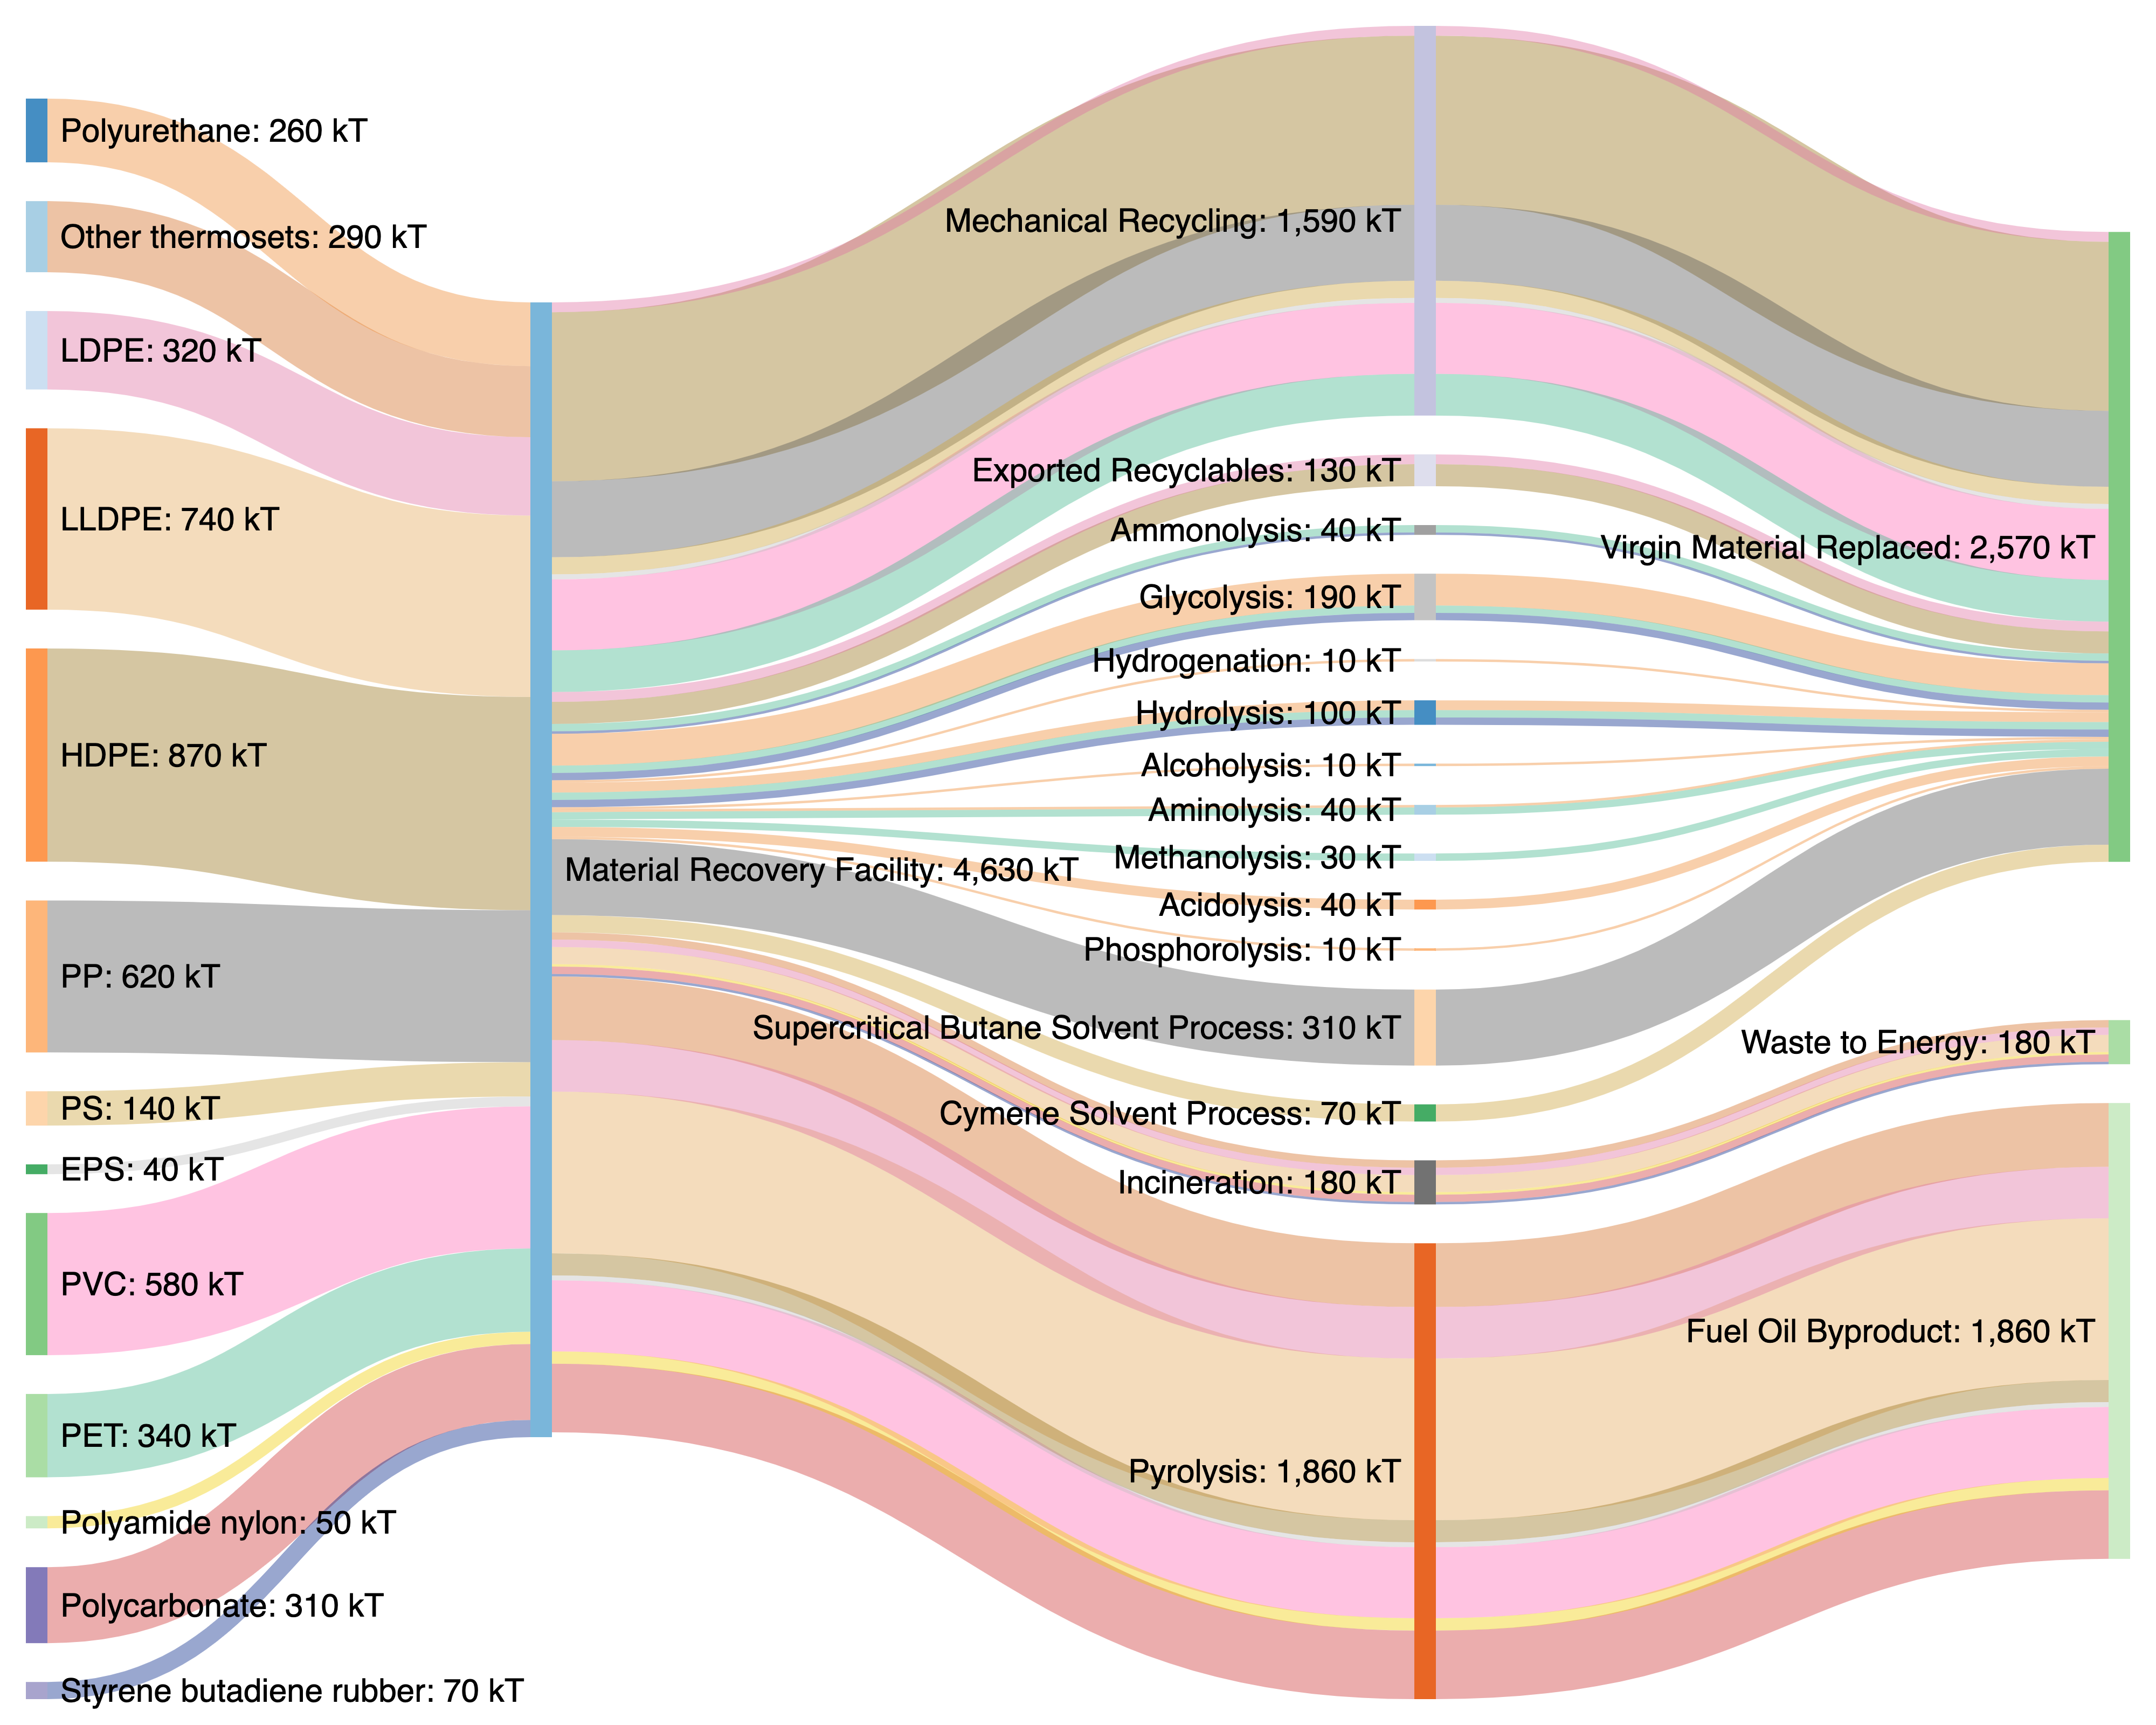 Polyurethane: 260 kT
Other thermosets: 290 kT
LDPE: 320 kT
LLDPE: 740 kT
HDPE: 870 kT
PP: 620 kT
PS: 140 kT
EPS: 40 kT
PVC: 580 kT
PET: 340 kT
Polyamide nylon: 50 kT
Polycarbonate: 310 kT
Styrene butadiene rubber: 70 kT
Material Recovery Facility: 4,630 kT
Mechanical Recycling: 1,590 kT
Exported Recyclables: 130 kT
Ammonolysis: 40 kT
Glycolysis: 190 kT
Hydrogenation: 10 kT
Hydrolysis: 100 kT
Alcoholysis: 10 kT
Aminolysis: 40 kT
Methanolysis: 30 kT
Acidolysis: 40 kT
Phosphorolysis: 10 kT
Supercritical Butane Solvent Process: 310 kT
Cymene Solvent Process: 70 kT
Incineration: 180 kT
Pyrolysis: 1,860 kT
Virgin Material Replaced: 2,570 kT
Waste to Energy: 180 kT
Fuel Oil Byproduct: 1,860 kT